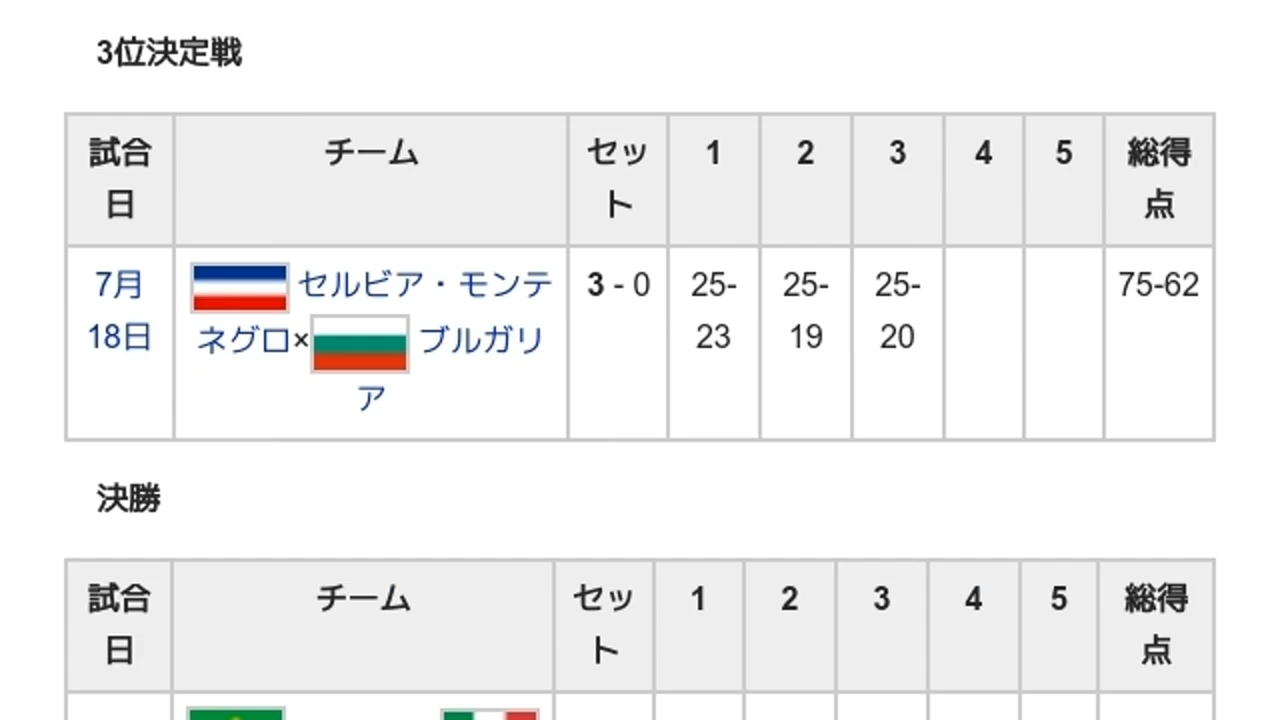 3位決定戦
試合日 チーム セット 1 2 3 4 5 総得点
7月18日 セルビア・モンテネグロ×ブルガリア 3 - 0 25-23 25-19 25-20 75-62
決勝
試合日 チーム セット 1 2 3 4 5 総得点